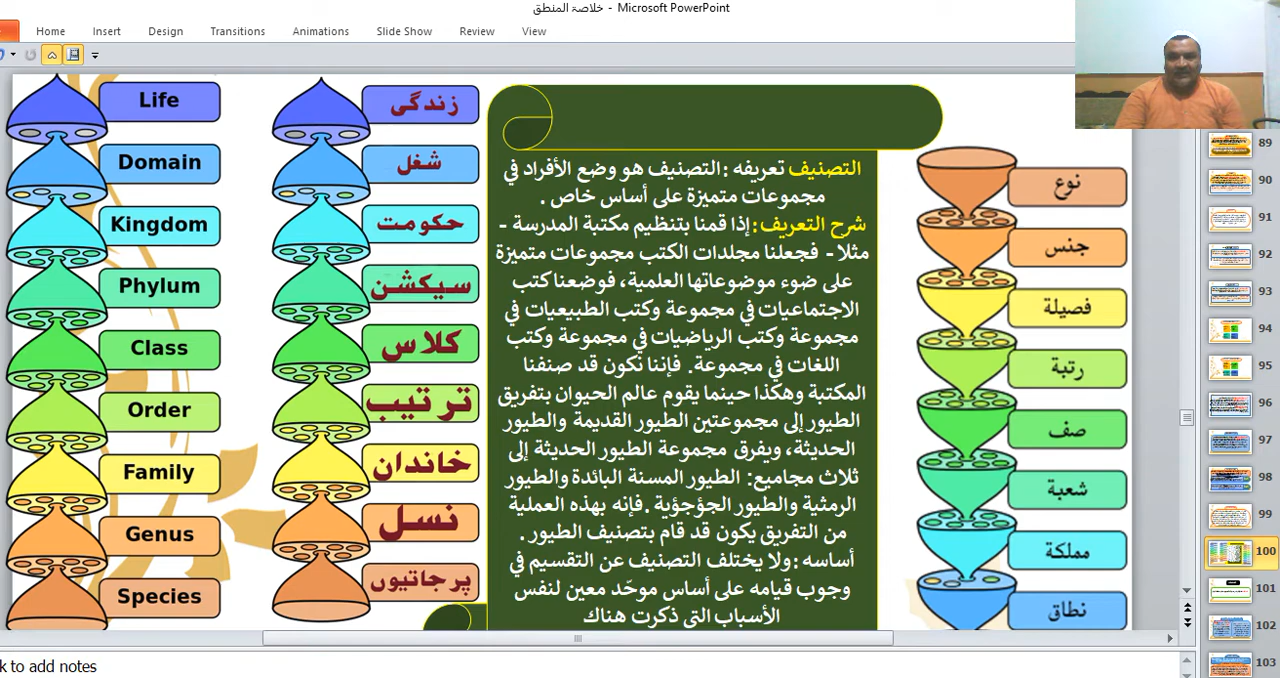 خلاصة المنطق - Microsoft PowerPoint
Home Insert Design Transitions Animations Slide Show Review View
Life
Domain
Kingdom
Phylum
Class
Order
Family
Genus
Species
زندگی
شغل
حکومت
سیکشن
کلاس
ترتیب
خاندان
نسل
پرجاتیوں
التصنيف تعريفه :التصنيف هو وضع الأفراد في
مجموعات متميزة على أساس خاص .
شرح التعريف:إذا قمنا بتنظيم مكتبة المدرسة -
مثلا- فجعلنا مجلدات الكتب مجموعات متميزة
على ضوء موضوعاتها العلمية، فوضعنا كتب
الاجتماعيات في مجموعة وكتب الطبيعيات في
مجموعة وكتب الرياضيات في مجموعة وكتب
اللغات في مجموعة. فإننا نكون قد صنفنا
المكتبة وهكذا حينما يقوم عالم الحيوان بتفريق
الطيور إلى مجموعتين الطيور القديمة والطيور
الحديثة، ويفرق مجموعة الطيور الحديثة إلى
ثلاث مجاميع: الطيور المسنة البائدة والطيور
الرمثية والطيور الجؤجؤية .فإنه بهذه العملية
من التفريق يكون قد قام بتصنيف الطيور .
أساسه :ولا يختلف التصنيف عن التقسيم في
وجوب قيامه على أساس موحّد معين لنفس
الأسباب التي ذكرت هناك
نوع
جنس
فصيلة
رتبة
صف
شعبة
مملكة
نطاق
89
90
91
92
93
94
95
96
97
98
99
100
101
102
103
k to add notes